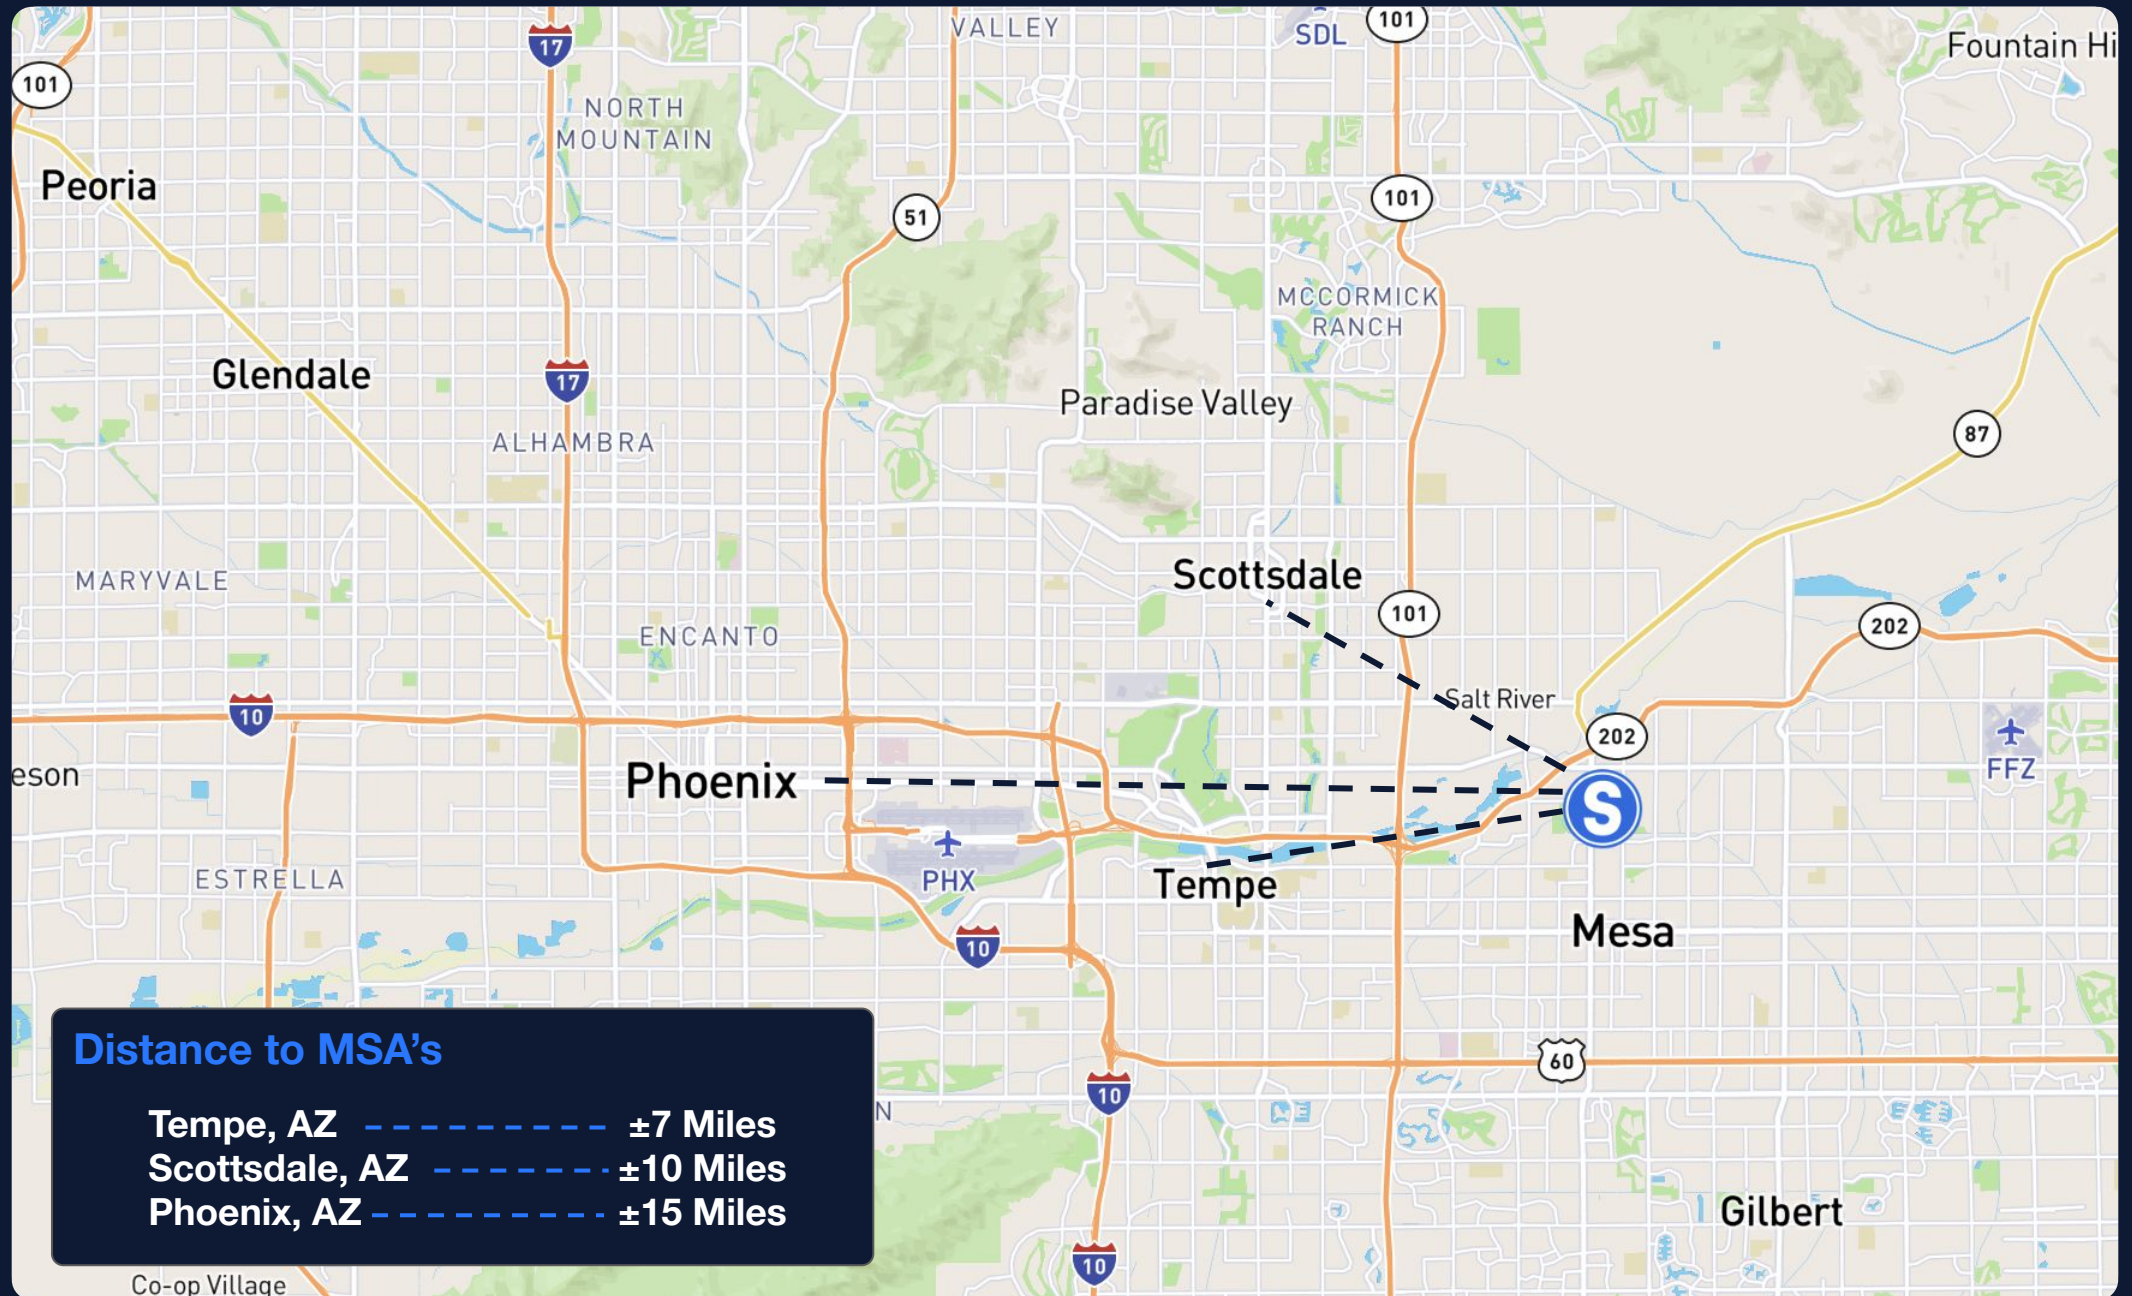 VALLEY
SDL
101
Fountain Hi
17
101
NORTH
MOUNTAIN
Peoria
51
101
MCCORMICK
RANCH
Glendale
17
Paradise Valley
ALHAMBRA
87
MARYVALE
Scottsdale
101
202
ENCANTO
Salt River
10
202
eson
Phoenix
FFZ
S
PHX
ESTRELLA
Tempe
Mesa
10
Distance to MSA’s
60
10
N
Tempe, AZ ±7 Miles
Scottsdale, AZ ±10 Miles
Phoenix, AZ ±15 Miles
Gilbert
10
Co-op Village